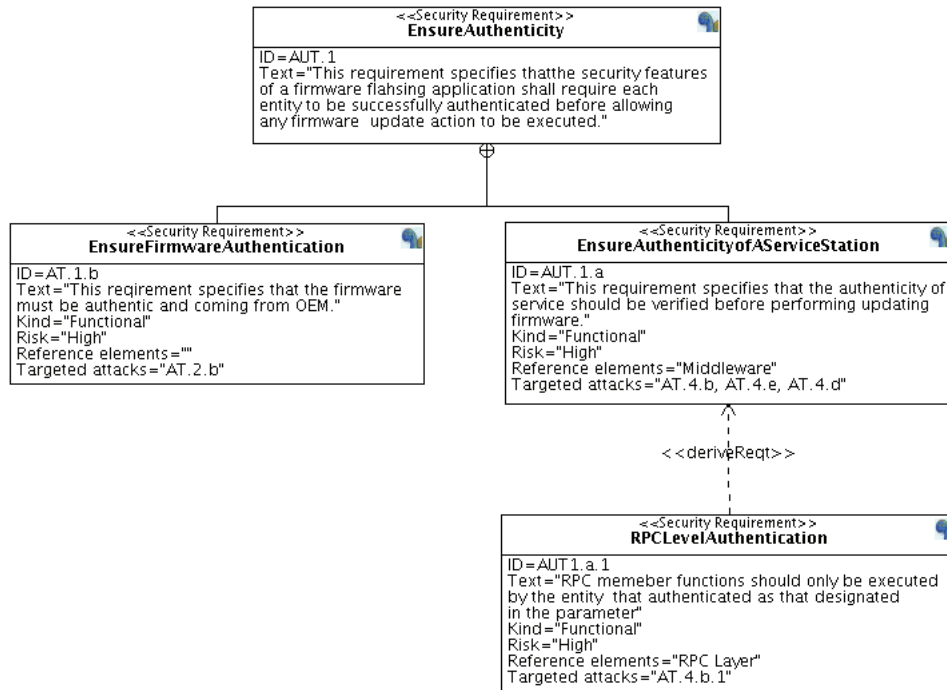 <<Security Requirement>>
EnsureAuthenticity
ID=AUT.1
Text="This requirement specifies thatthe security features
of a firmware flahsing application shall require each
entity to be successfully authenticated before allowing
any firmware update action to be executed."
<<Security Requirement>>
EnsureFirmwareAuthentication
ID=AT.1.b
Text="This reqirement specifies that the firmware
must be authentic and coming from OEM."
Kind="Functional"
Risk="High"
Reference elements=""
Targeted attacks="AT.2.b"
<<Security Requirement>>
EnsureAuthenticityofAServiceStation
ID=AUT.1.a
Text="This requirement specifies that the authenticity of
service should be verified before performing updating
firmware."
Kind="Functional"
Risk="High"
Reference elements="Middleware"
Targeted attacks="AT.4.b, AT.4.e, AT.4.d"
<<deriveReqt>>
<<Security Requirement>>
RPCLevelAuthentication
ID=AUT1.a.1
Text="RPC memeber functions should only be executed
by the entity that authenticated as that designated
in the parameter"
Kind="Functional"
Risk="High"
Reference elements="RPC Layer"
Targeted attacks="AT.4.b.1"